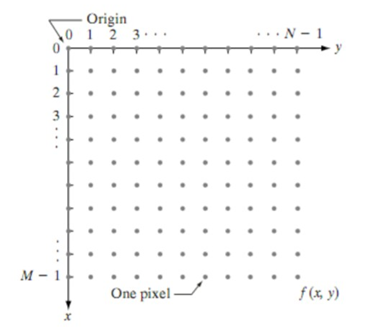 Origin
0 1 2 3 · · · · · · N − 1
0 y
1
2
3
⋮
⋮
M − 1
One pixel f(x, y)
x